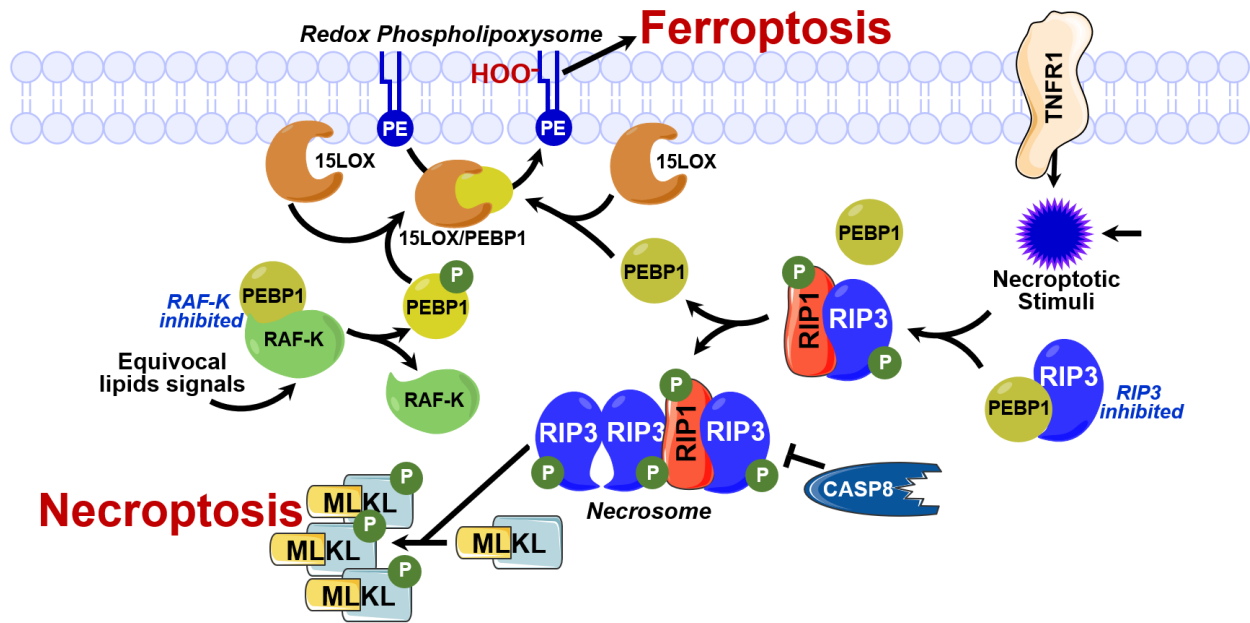 Redox Phospholipoxysome
Ferroptosis
HOO-
TNFR1
PE
PE
15LOX
15LOX
15LOX/PEBP1
PEBP1
PEBP1
P
PEBP1
P
PEBP1
RAF-K
inhibited
RAF-K
Equivocal
lipids signals
RAF-K
Necroptotic
Stimuli
P
RIP1
RIP3
P
RIP3
PEBP1
RIP3
inhibited
P
RIP3
RIP3
RIP1
RIP3
P
P
P
Necrosome
CASP8
Necroptosis
P
MLKL
P
MLKL
P
MLKL
MLKL